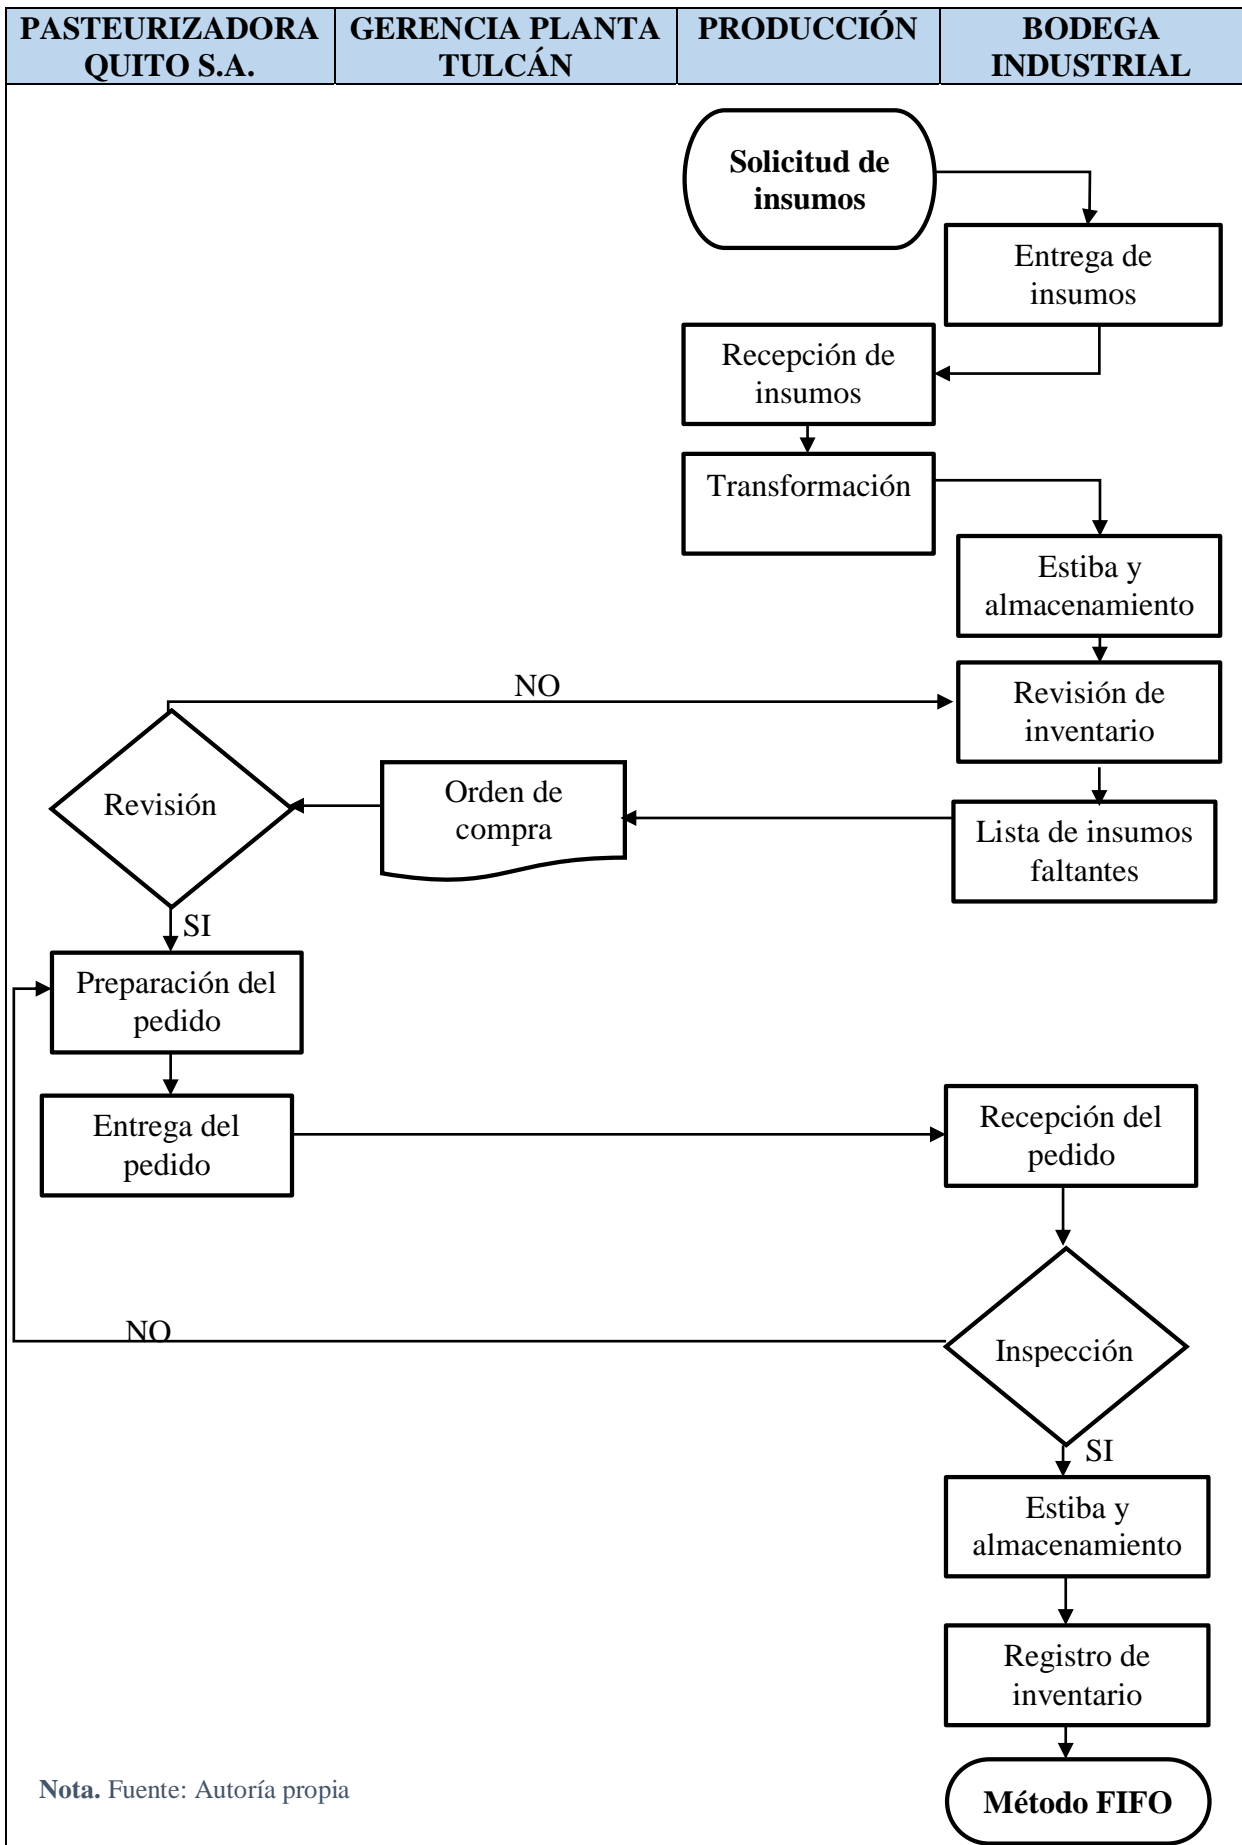 PASTEURIZADORA
QUITO S.A.
GERENCIA PLANTA
TULCÁN
PRODUCCIÓN
BODEGA
INDUSTRIAL
Solicitud de
insumos
Entrega de
insumos
Recepción de
insumos
Transformación
Estiba y
almacenamiento
NO
Revisión de
inventario
Revisión
Orden de
compra
Lista de insumos
faltantes
SI
Preparación del
pedido
Entrega del
pedido
Recepción del
pedido
NO
Inspección
SI
Estiba y
almacenamiento
Registro de
inventario
Nota. Fuente: Autoría propia
Método FIFO